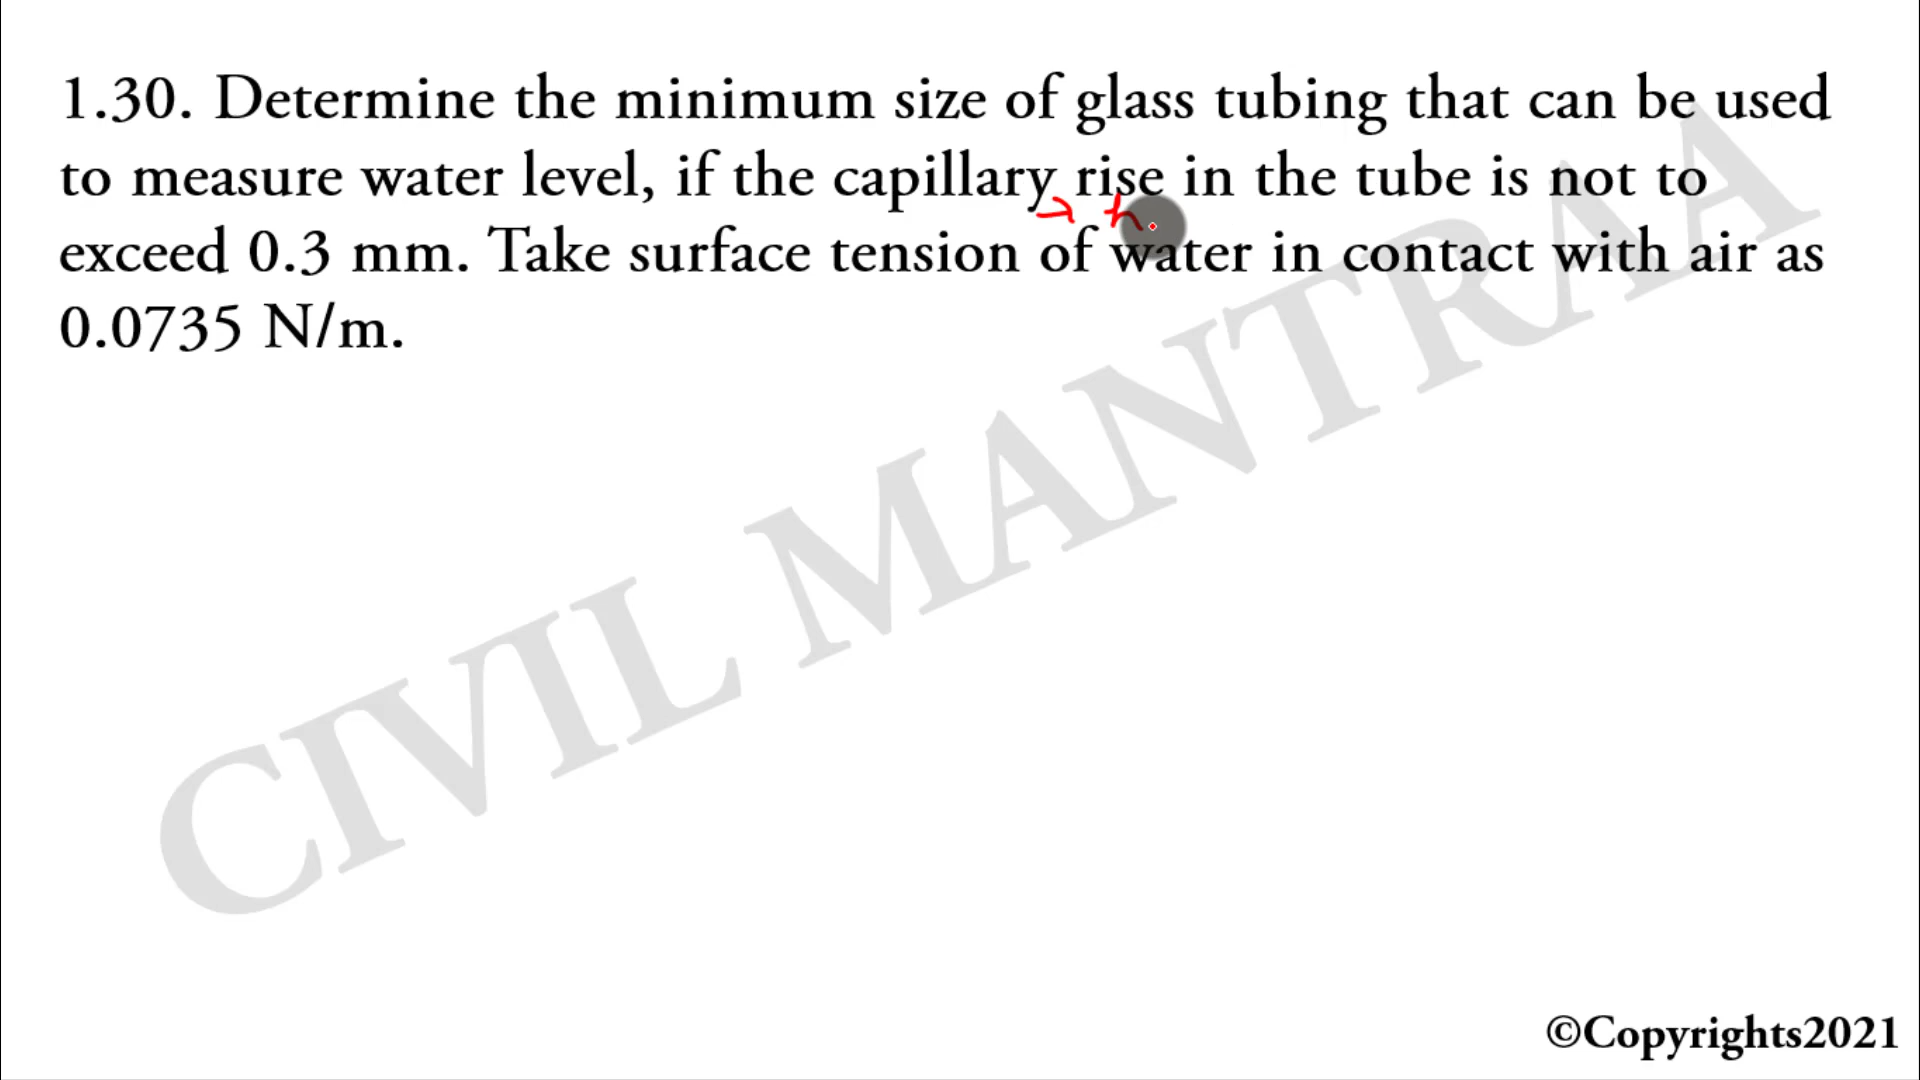 1.30. Determine the minimum size of glass tubing that can be used
to measure water level, if the capillary rise in the tube is not to
h
exceed 0.3 mm. Take surface tension of water in contact with air as
0.0735 N/m.
CIVIL MANTRAA
©Copyrights2021